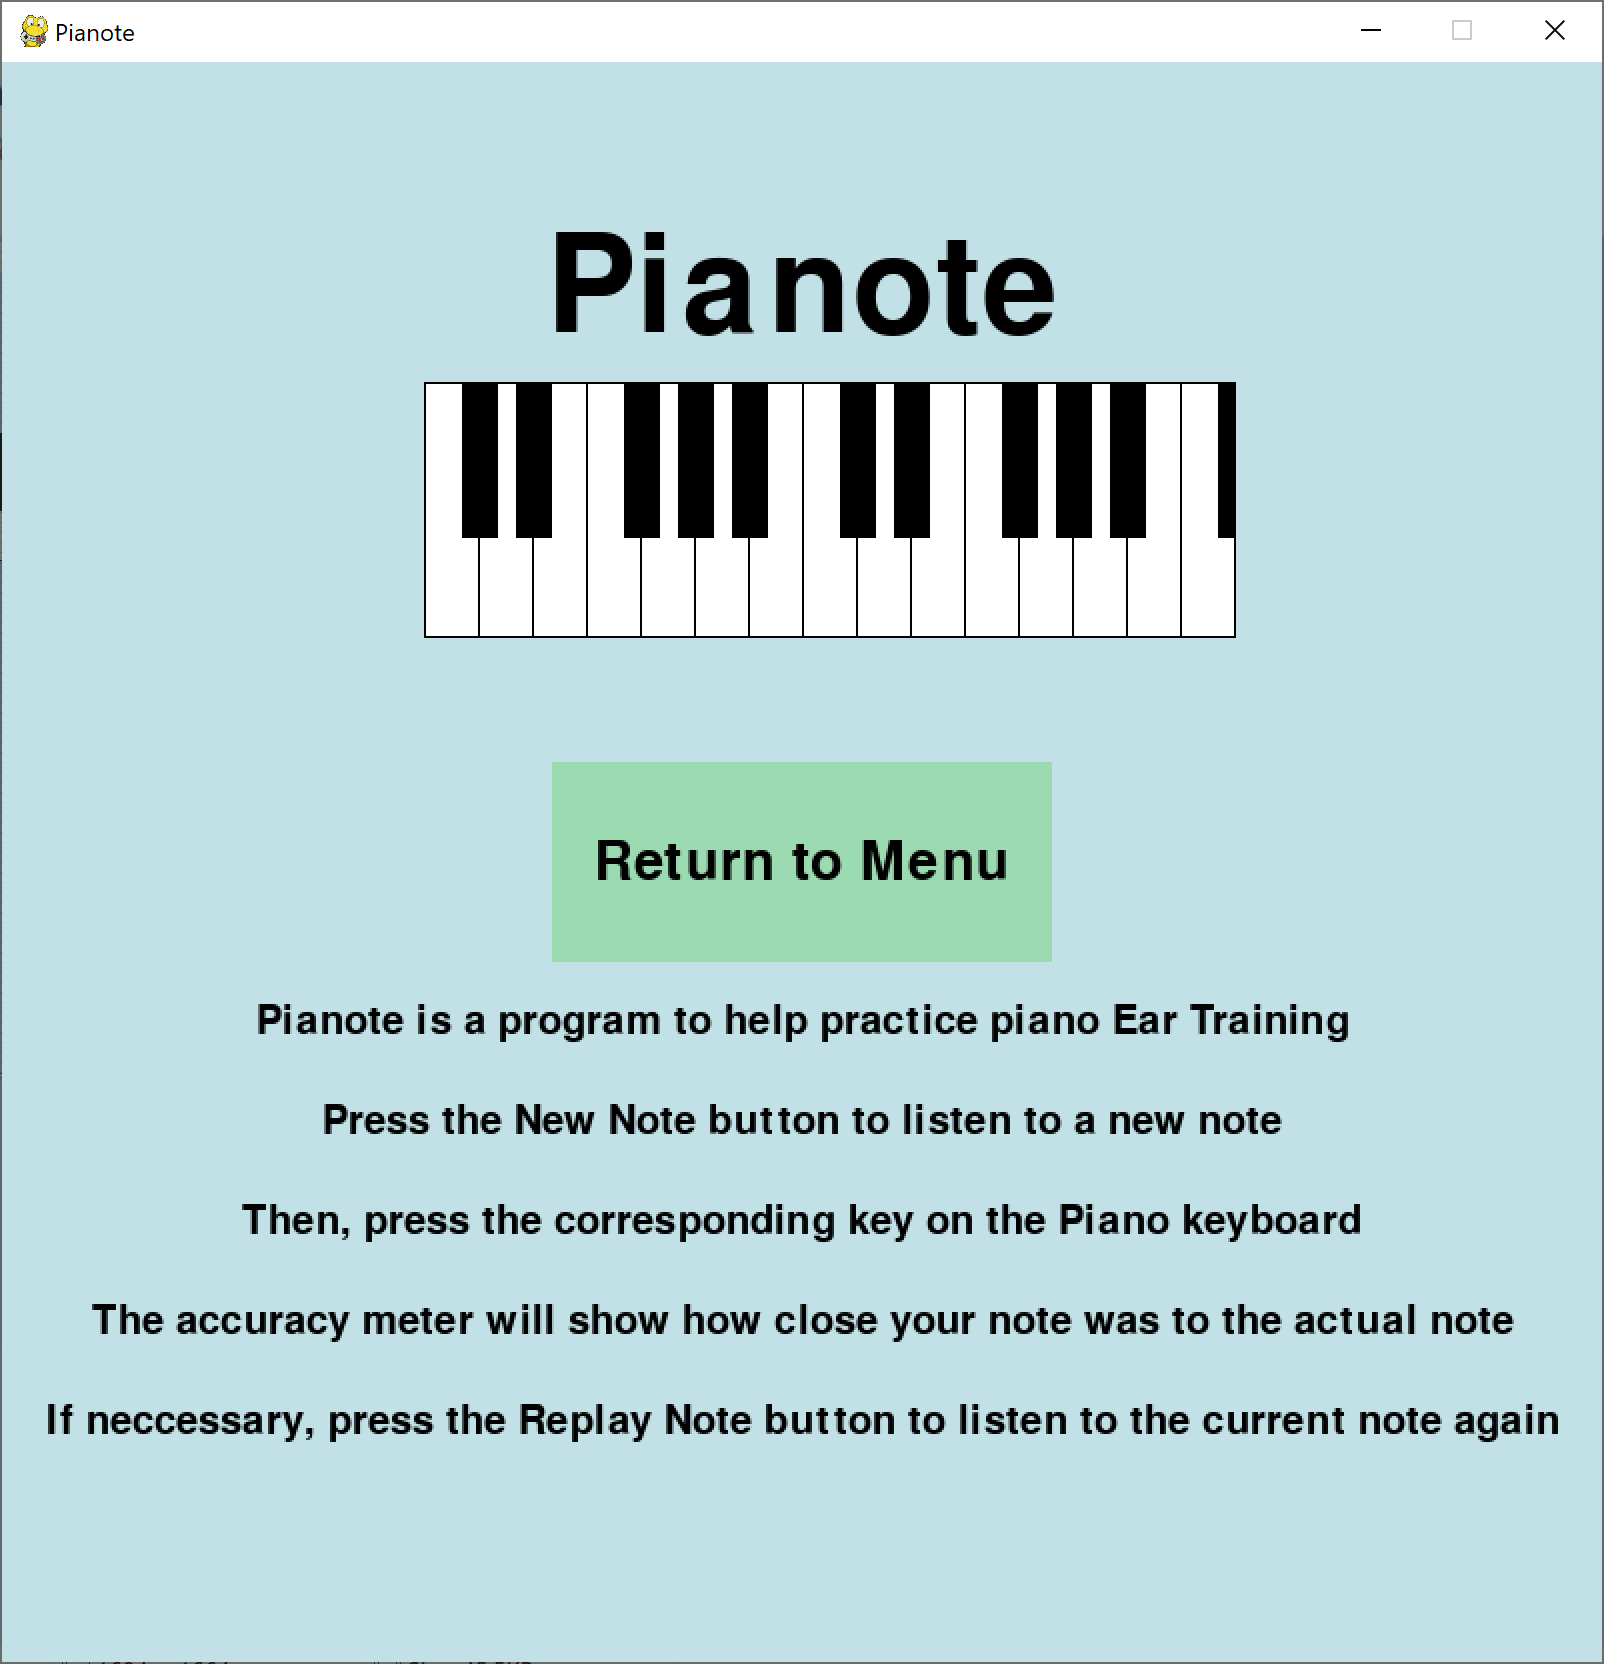 Pianote
Pianote
Return to Menu
Pianote is a program to help practice piano Ear Training
Press the New Note button to listen to a new note
Then, press the corresponding key on the Piano keyboard
The accuracy meter will show how close your note was to the actual note
If neccessary, press the Replay Note button to listen to the current note again